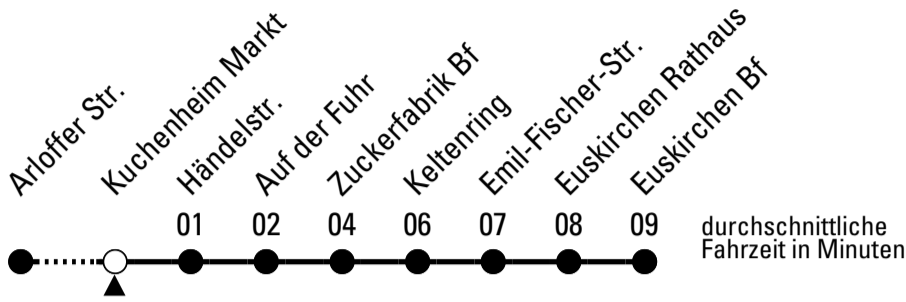 Arloffer Str.
Kuchenheim Markt
Händelstr.
Auf der Fuhr
Zuckerfabrik Bf
Keltenring
Emil-Fischer-Str.
Euskirchen Rathaus
Euskirchen Bf
01 02 04 06 07 08 09
durchschnittliche
Fahrzeit in Minuten